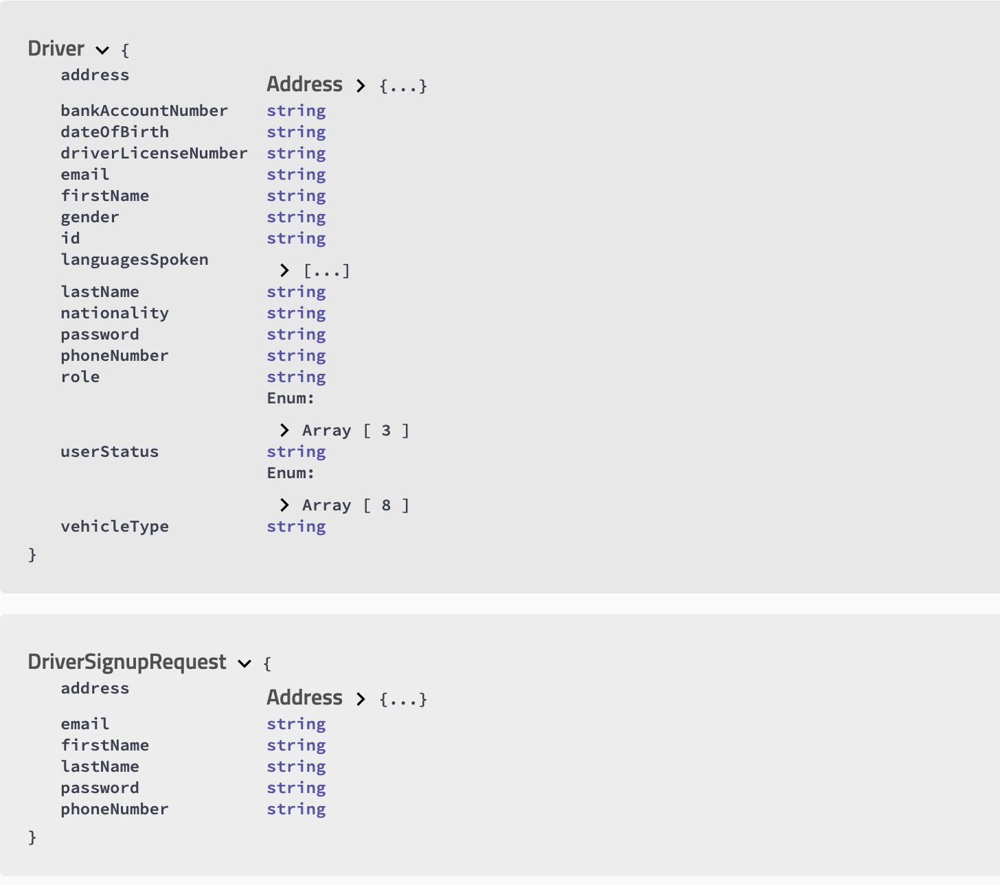 Driver {
address
Address {...}
bankAccountNumber string
dateOfBirth string
driverLicenseNumber string
email string
firstName string
gender string
id string
languagesSpoken
[...]
lastName string
nationality string
password string
phoneNumber string
role string
Enum:
Array [ 3 ]
userStatus string
Enum:
Array [ 8 ]
vehicleType string
}
DriverSignupRequest {
address
Address {...}
email string
firstName string
lastName string
password string
phoneNumber string
}